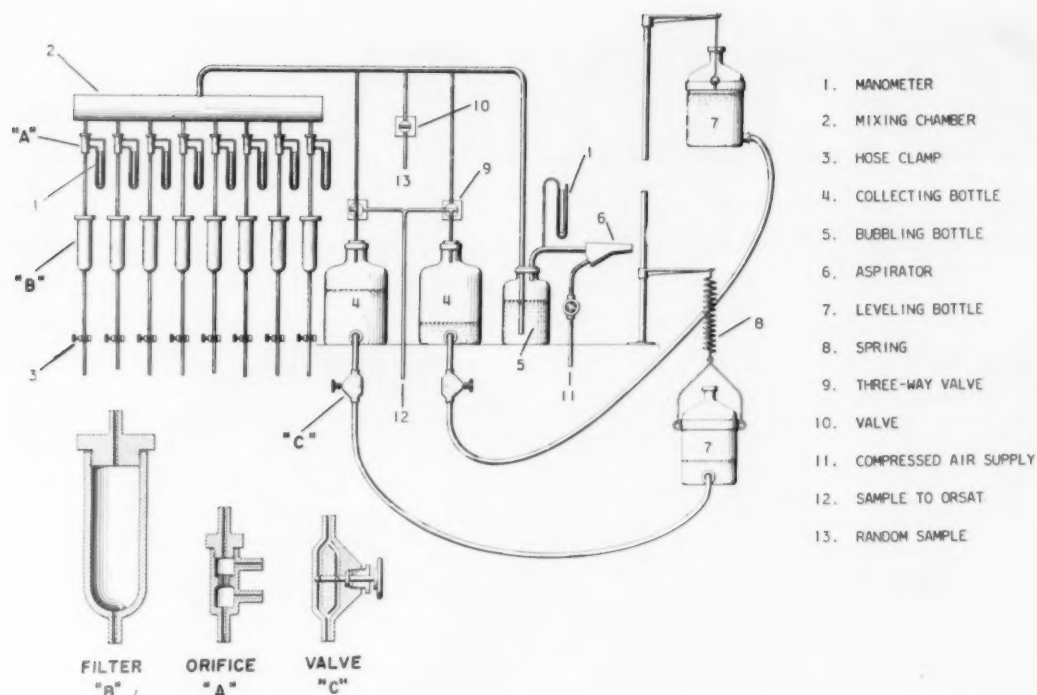 2
"A"
1
"B"
3
10
13
9
4
4
12
"C"
1
6
5
11
7
8
7
1. MANOMETER
2. MIXING CHAMBER
3. HOSE CLAMP
4. COLLECTING BOTTLE
5. BUBBLING BOTTLE
6. ASPIRATOR
7. LEVELING BOTTLE
8. SPRING
9. THREE-WAY VALVE
10. VALVE
11. COMPRESSED AIR SUPPLY
12. SAMPLE TO ORSAT
13. RANDOM SAMPLE
FILTER
"B"
ORIFICE
"A"
VALVE
"C"